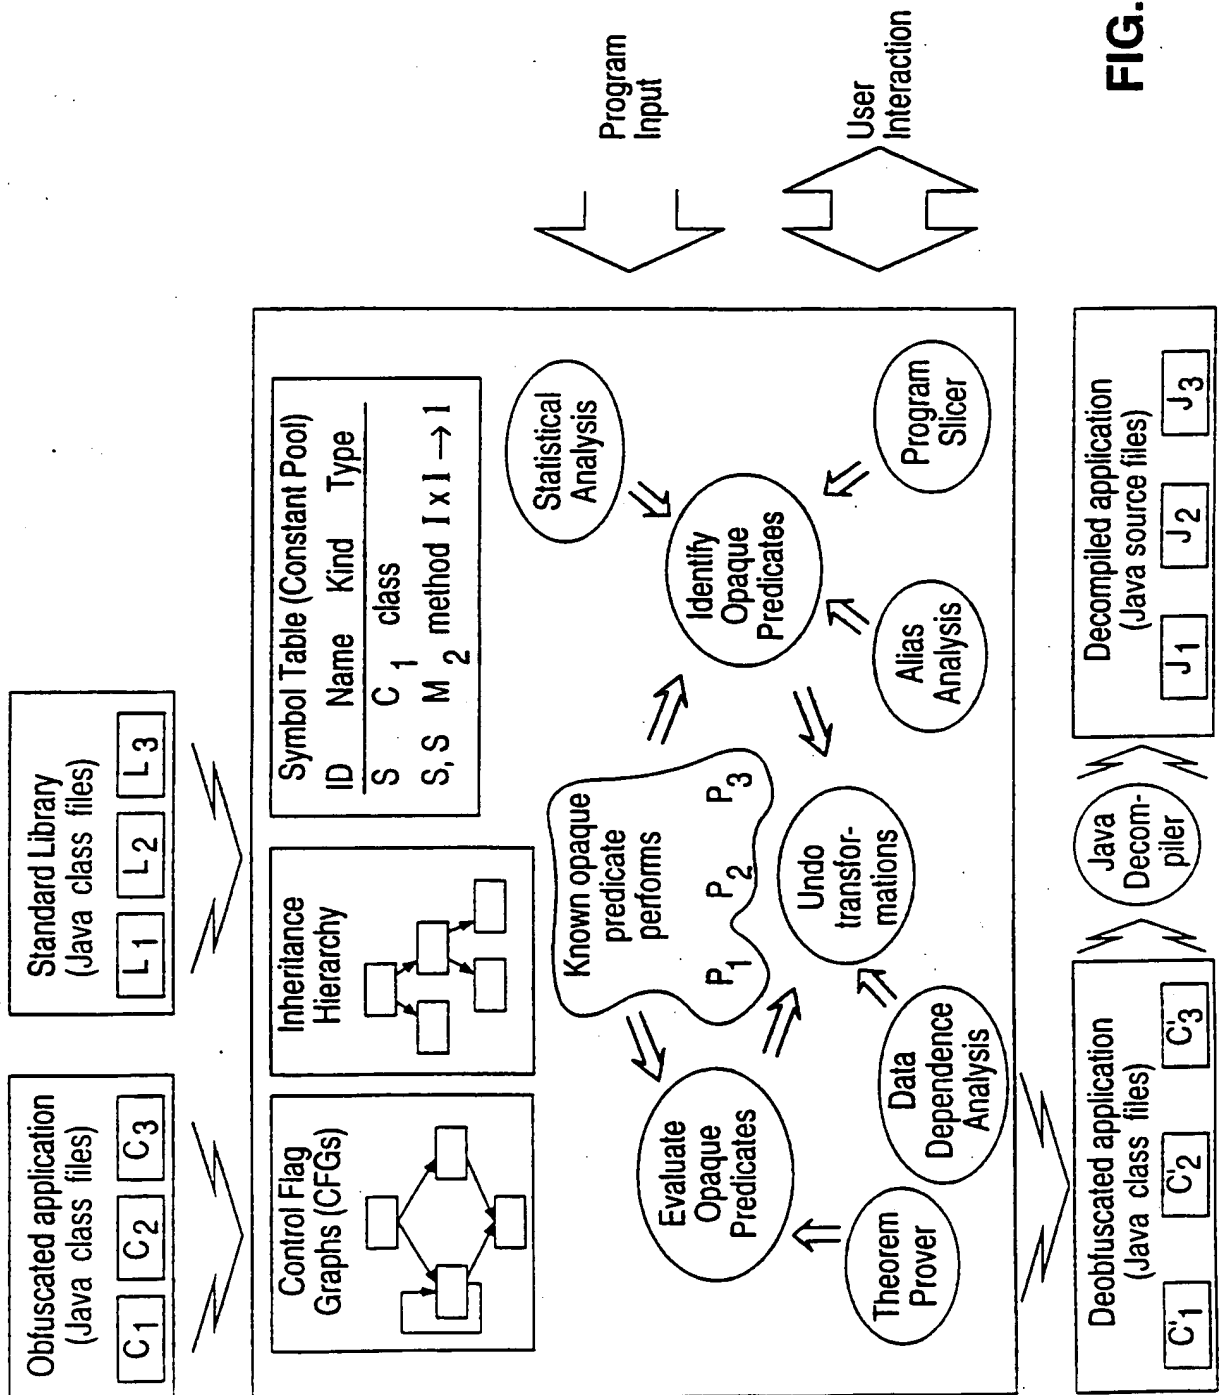 Obfuscated application
(Java class files)
C1 C2 C3
Standard Library
(Java class files)
L1 L2 L3
Control Flag
Graphs (CFGs)
Inheritance
Hierarchy
Symbol Table (Constant Pool)
ID Name Kind Type
S C1 class
S, S M2 method I x I → 1
Program
Input
User
Interaction
Statistical
Analysis
Known opaque
predicate
performs
P1 P2 P3
Identify
Opaque
Predicates
Evaluate
Opaque
Predicates
Undo
transfor-
mations
Program
Slicer
Alias
Analysis
Data
Dependence
Analysis
Theorem
Prover
Deobfuscated application
(Java class files)
C'1 C'2 C'3
Java
Decom-
piler
Decompiled application
(Java source files)
J1 J2 J3
FIG.